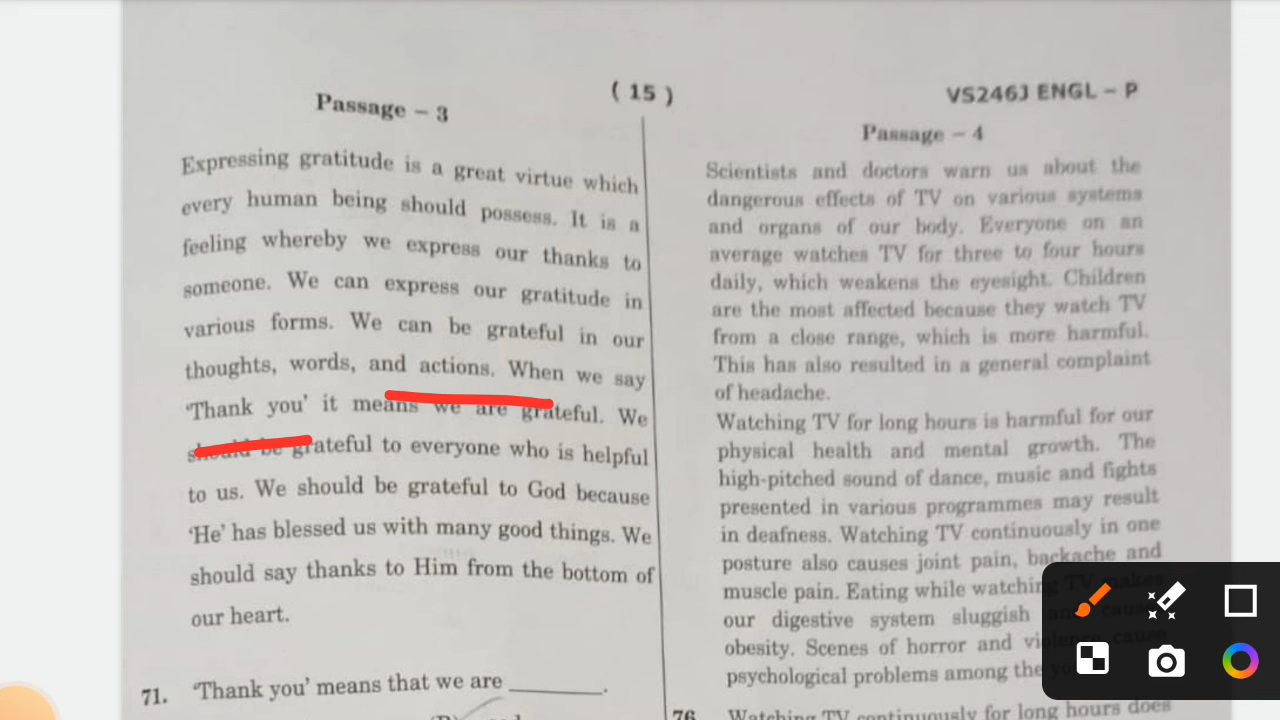 ( 15 )
VS246J ENGL – P
Passage – 3
Expressing gratitude is a great virtue which
every human being should possess. It is a
feeling whereby we express our thanks to
someone. We can express our gratitude in
various forms. We can be grateful in our
thoughts, words, and actions. When we say
'Thank you' it means we are grateful. We
should be grateful to everyone who is helpful
to us. We should be grateful to God because
'He' has blessed us with many good things. We
should say thanks to Him from the bottom of
our heart.
71. 'Thank you' means that we are ________.
Passage – 4
Scientists and doctors warn us about the
dangerous effects of TV on various systems
and organs of our body. Everyone on an
average watches TV for three to four hours
daily, which weakens the eyesight. Children
are the most affected because they watch TV
from a close range, which is more harmful.
This has also resulted in a general complaint
of headache.
Watching TV for long hours is harmful for our
physical health and mental growth. The
high-pitched sound of dance, music and fights
presented in various programmes may result
in deafness. Watching TV continuously in one
posture also causes joint pain, backache and
muscle pain. Eating while watching TV makes
our digestive system sluggish and causes
obesity. Scenes of horror and violence cause
psychological problems among the
76 Watching TV continuously for long hours does